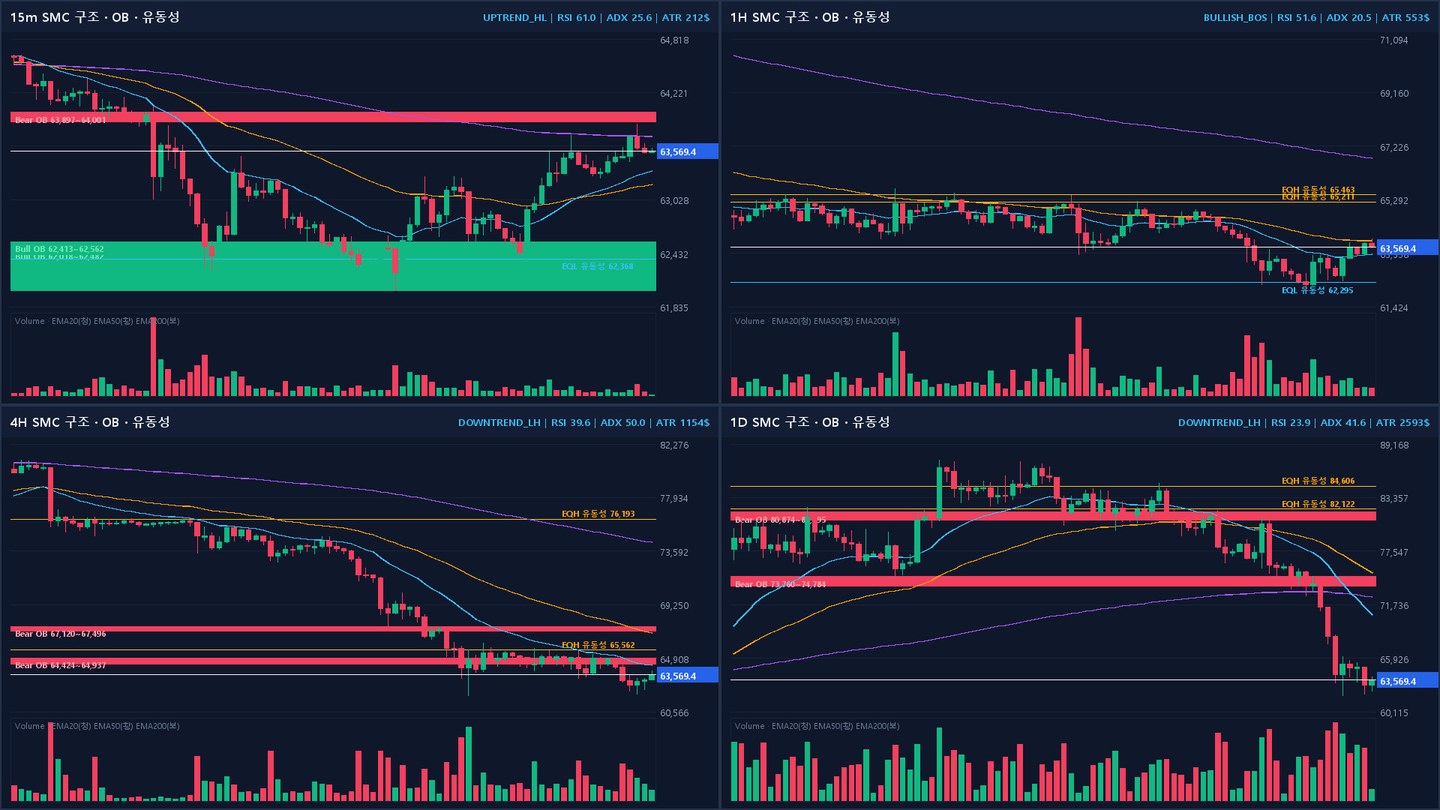 15m SMC 구조 · OB · 유동성
UPTREND_HL | RSI 61.0 | ADX 25.6 | ATR 212$
64,818
64,221
Bear OB 63,897~64,001
63,569.4
63,028
Bull OB 62,413~62,562
62,432
EQL 유동성 62,260
61,835
Volume · EMA20(청) EMA50(황) EMA200(보)
1H SMC 구조 · OB · 유동성
BULLISH_BOS | RSI 51.6 | ADX 20.5 | ATR 553$
71,094
69,160
67,226
EQH 유동성 65,463
EQH 유동성 65,211
65,292
63,569.4
63,358
EQL 유동성 62,295
61,424
Volume · EMA20(청) EMA50(황) EMA200(보)
4H SMC 구조 · OB · 유동성
DOWNTREND_LH | RSI 39.6 | ADX 50.0 | ATR 1154$
82,276
77,934
EQH 유동성 76,193
73,592
69,250
Bear OB 67,120~67,496
EQH 유동성 65,562
64,908
Bear OB 64,424~64,937
63,569.4
60,566
Volume · EMA20(청) EMA50(황) EMA200(보)
1D SMC 구조 · OB · 유동성
DOWNTREND_LH | RSI 23.9 | ADX 41.6 | ATR 2593$
89,168
EQH 유동성 84,606
83,357
EQH 유동성 82,122
Bear OB 80,874~
77,547
Bear OB 73,760~74,784
71,736
65,926
63,569.4
60,115
Volume · EMA20(청) EMA50(황) EMA200(보)